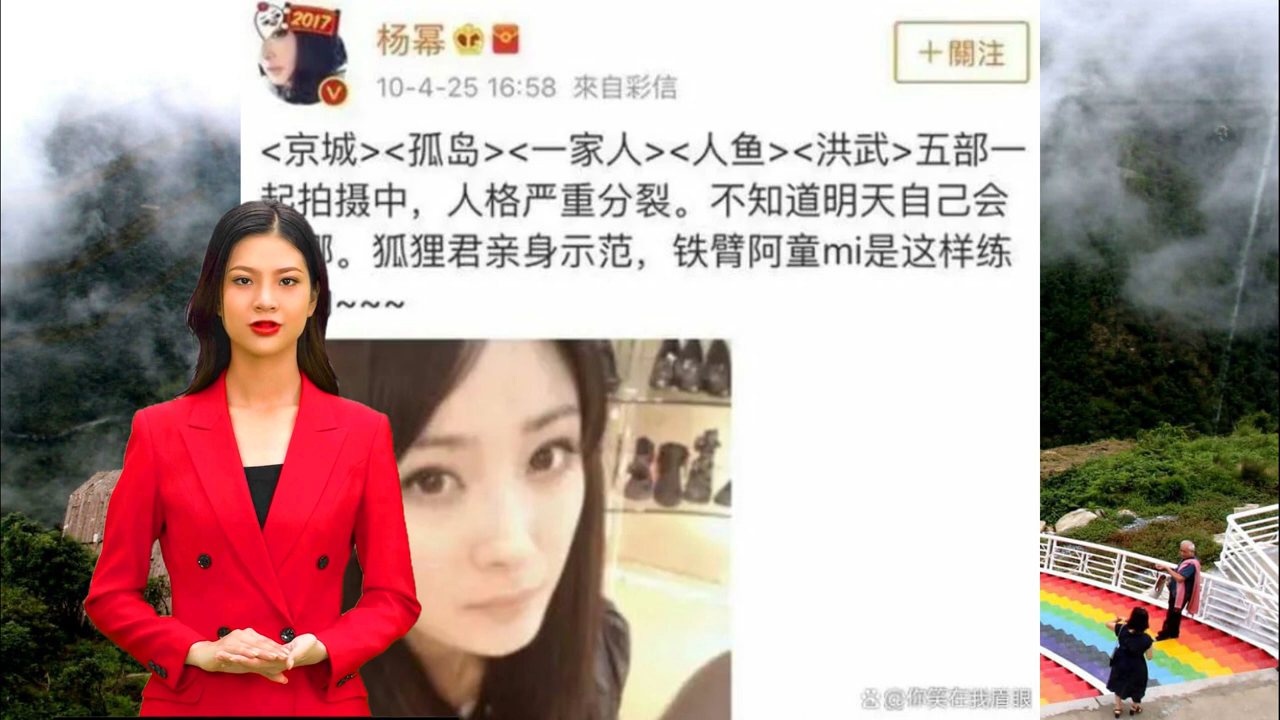 2017
杨幂
＋關注
10-4-25 16:58 來自彩信
<京城><孤岛><一家人><人鱼><洪武>五部一
起拍摄中，人格严重分裂。不知道明天自己会
。狐狸君亲身示范，铁臂阿童mi是这样练
~~~
@你笑在我眉眼